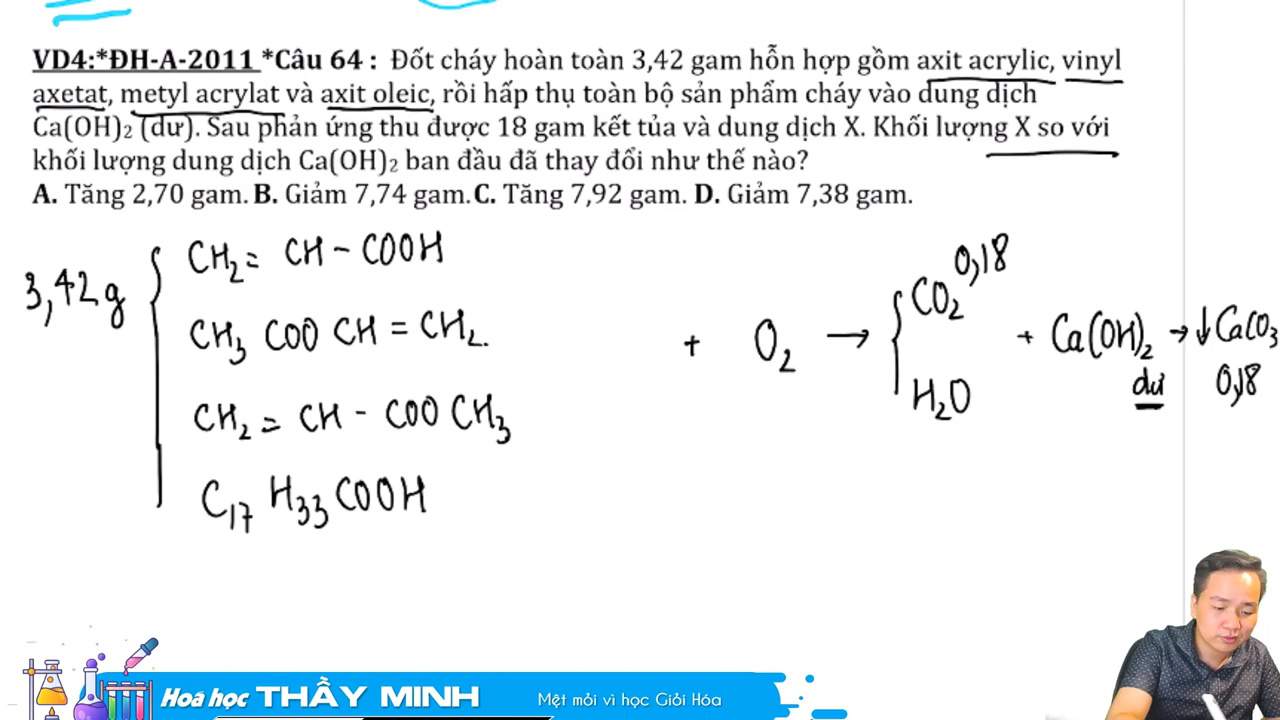 VD4:*ĐH-A-2011 *Câu 64 : Đốt cháy hoàn toàn 3,42 gam hỗn hợp gồm axit acrylic, vinyl
axetat, metyl acrylat và axit oleic, rồi hấp thụ toàn bộ sản phẩm cháy vào dung dịch
Ca(OH)₂ (dư). Sau phản ứng thu được 18 gam kết tủa và dung dịch X. Khối lượng X so với
khối lượng dung dịch Ca(OH)₂ ban đầu đã thay đổi như thế nào?
A. Tăng 2,70 gam. B. Giảm 7,74 gam. C. Tăng 7,92 gam. D. Giảm 7,38 gam.
3,42g
CH₂ = CH - COOH
CH₃ COO CH = CH₂.
CH₂ = CH - COO CH₃
C₁₇ H₃₃ COOH
+ O₂ →
CO₂ 0,18
H₂O
+ Ca(OH)₂ → ↓CaCO₃
dư 0,18
Hoá học THẦY MINH Mệt mỏi vì học Giỏi Hóa